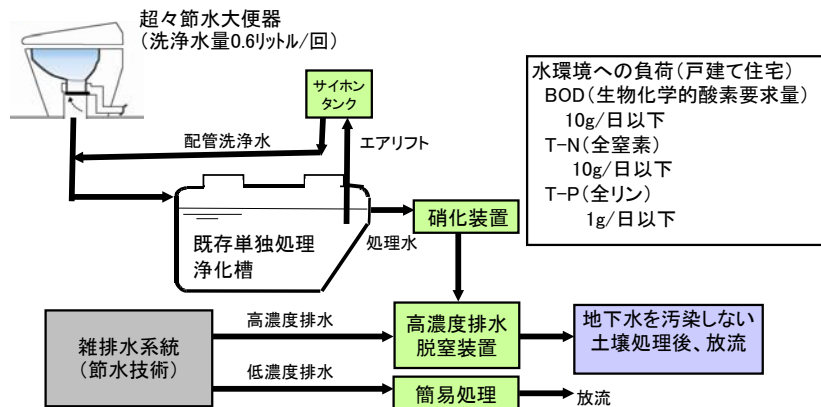 超々節水大便器
(洗浄水量0.6リットル/回)
サイホン
タンク
配管洗浄水
エアリフト
既存単独処理
浄化槽
処理水
硝化装置
水環境への負荷(戸建て住宅)
BOD(生物化学的酸素要求量)
10g/日以下
T-N(全窒素)
10g/日以下
T-P(全リン)
1g/日以下
雑排水系統
(節水技術)
高濃度排水
低濃度排水
高濃度排水
脱窒装置
簡易処理
地下水を汚染しない
土壌処理後、放流
放流